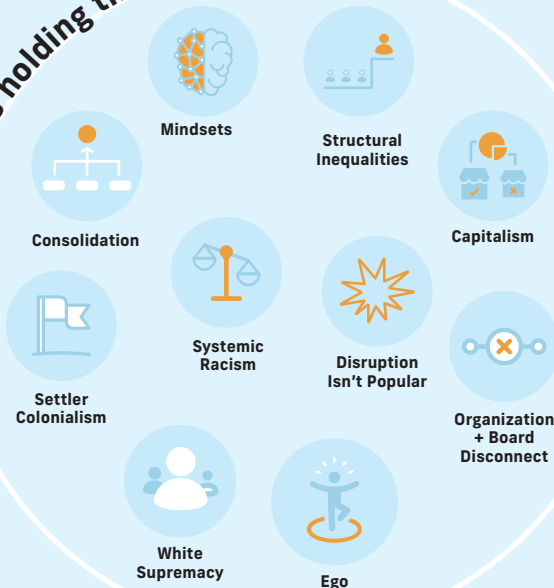 holding
Mindsets
Structural
Inequalities
Consolidation
Capitalism
Systemic
Racism
Disruption
Isn't Popular
Settler
Colonialism
Organization
+ Board
Disconnect
White
Supremacy
Ego